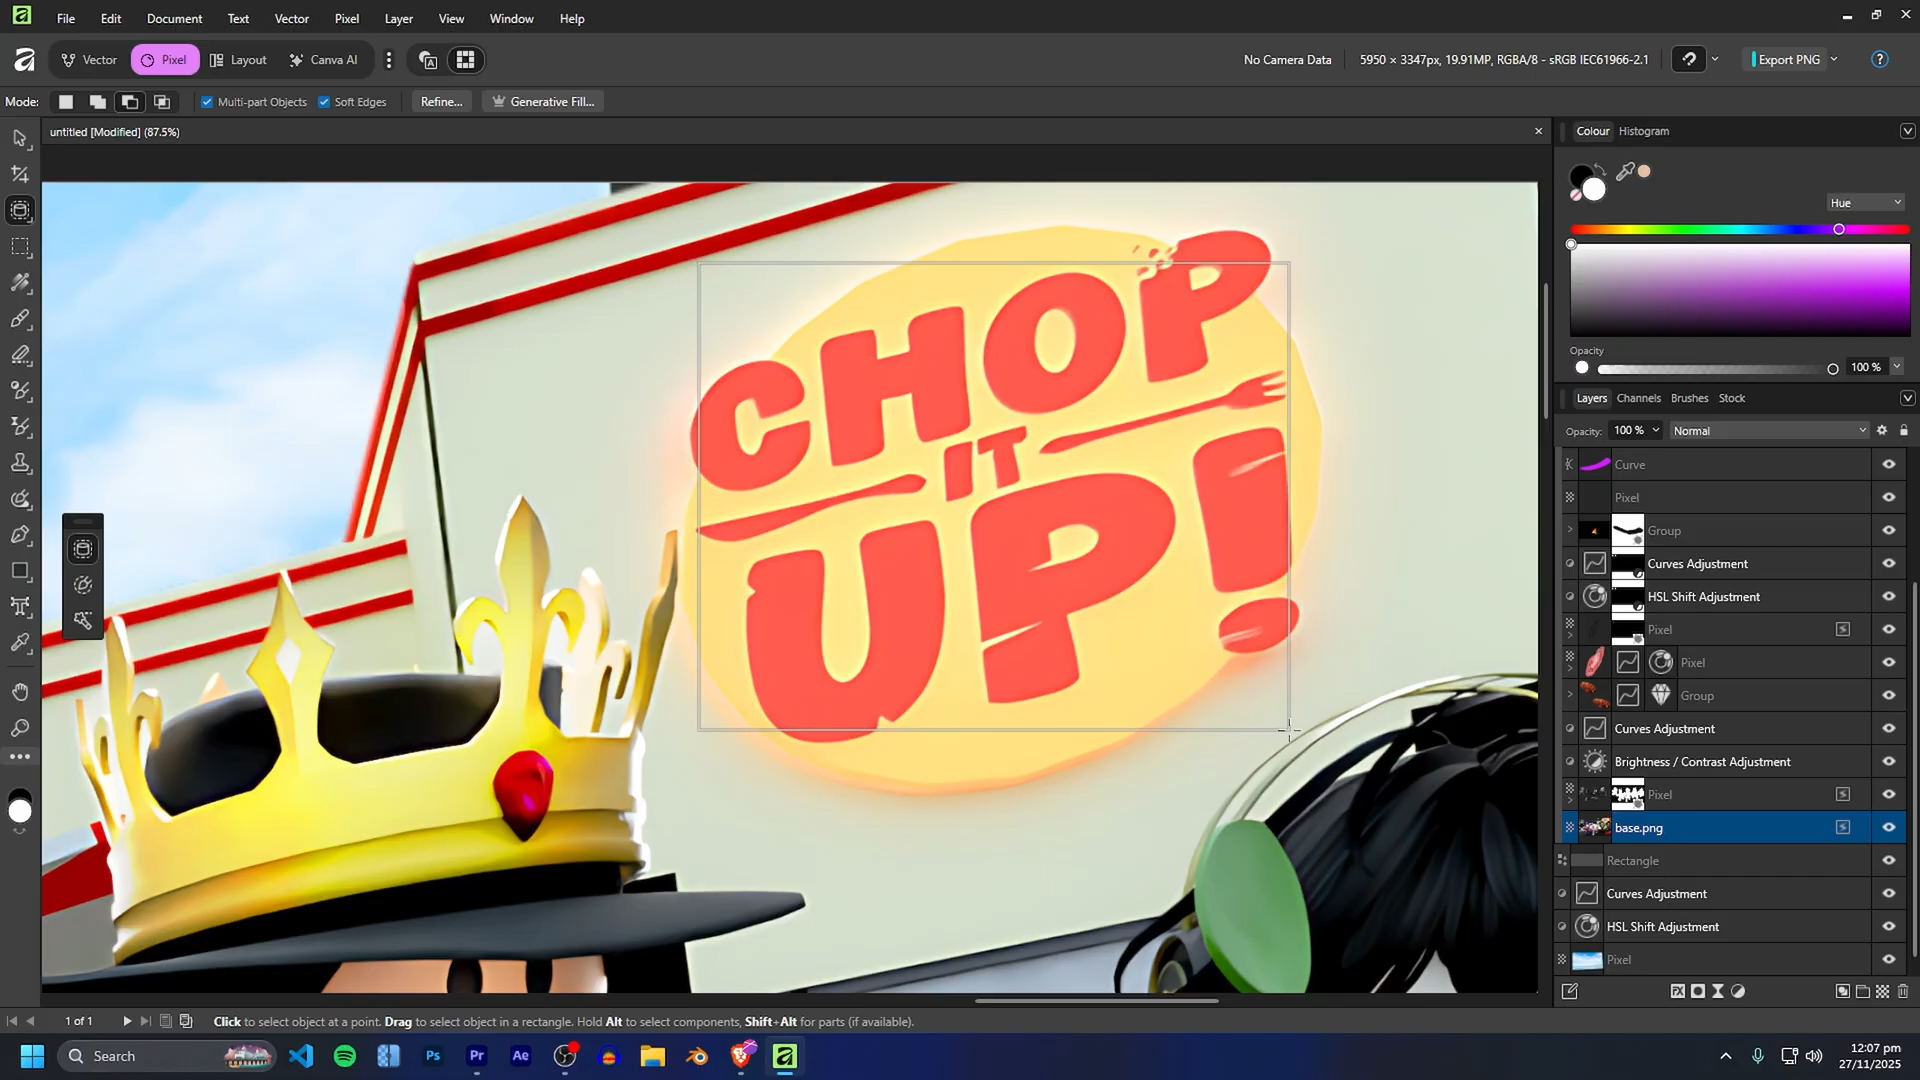 File Edit Document Text Vector Pixel Layer View Window Help
Vector Pixel Layout Canva AI
No Camera Data 5950 × 3347px, 19.91MP, RGBA/8 - sRGB IEC61966-2.1 Export PNG
Mode: Multi-part Objects Soft Edges Refine... Generative Fill...
untitled [Modified] (87.5%)
CHOP
IT
UP!
Colour Histogram
Hue
Opacity
100 %
Layers Channels Brushes Stock
Opacity: 100 % Normal
Curve
Pixel
Group
Curves Adjustment
HSL Shift Adjustment
Pixel
Pixel
Group
Curves Adjustment
Brightness / Contrast Adjustment
Pixel
base.png
Rectangle
Curves Adjustment
HSL Shift Adjustment
Pixel
1 of 1 Click to select object at a point. Drag to select object in a rectangle. Hold Alt to select components, Shift+Alt for parts (if available).
Search Ps Pr Ae
12:07 pm
27/11/2025